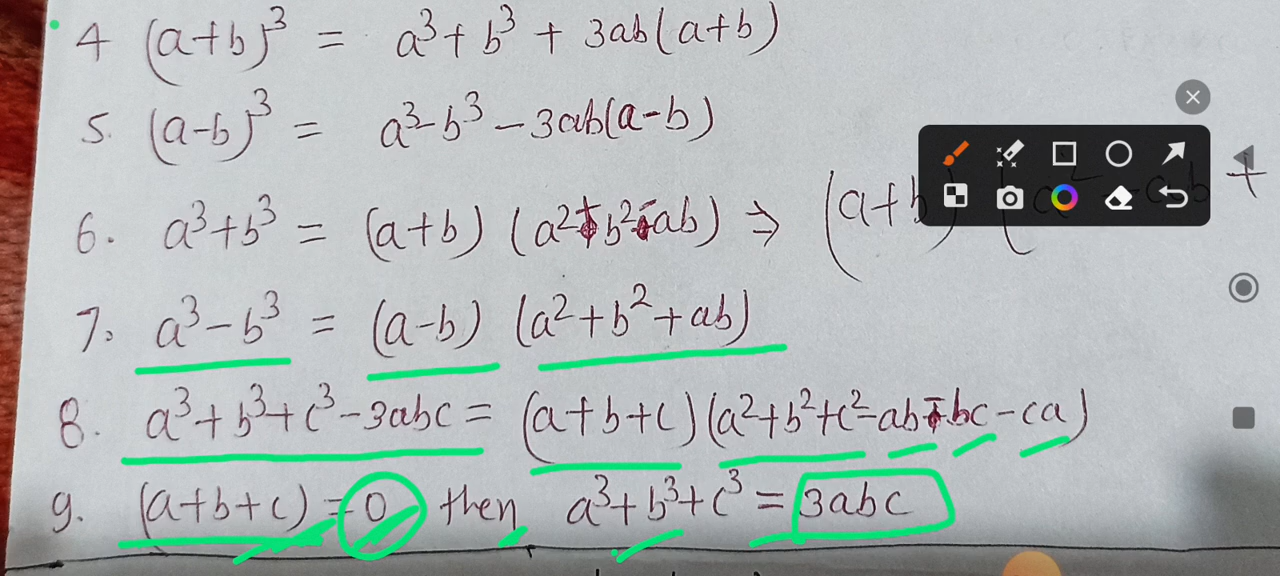 4 (a+b)³ = a³+b³ + 3ab(a+b)
5. (a-b)³ = a³-b³ -3ab(a-b)
6. a³+b³ = (a+b) (a²+b²-ab) ⇒ (a+b) (a²-ab +
7. a³-b³ = (a-b) (a²+b²+ab)
8. a³+b³+c³-3abc = (a+b+c)(a²+b²+c²-ab-bc-ca)
9. (a+b+c) = 0 then a³+b³+c³ = 3abc